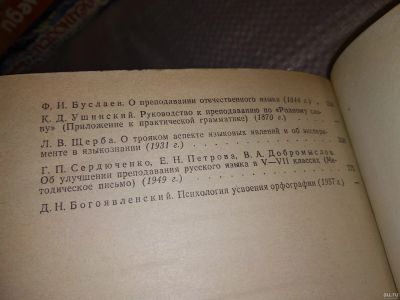 Ф. И. Буслаев. О преподавании отечественного языка (1844 г.)
К. Д. Ушинский. Руководство к преподаванию по «Родному сло-
ву» (Приложение к практической грамматике) (1870 г.)
Л. В. Щерба. О трояком аспекте языковых явлений и об экспери-
менте в языкознании (1931 г.)
Г. П. Сердюченко, Е. Н. Петрова, В. А. Добромыслов.
Об улучшении преподавания русского языка в V—VII классах (Ме-
тодическое письмо) (1949 г.)
Д. Н. Богоявленский. Психология усвоения орфографии (1957 г.)